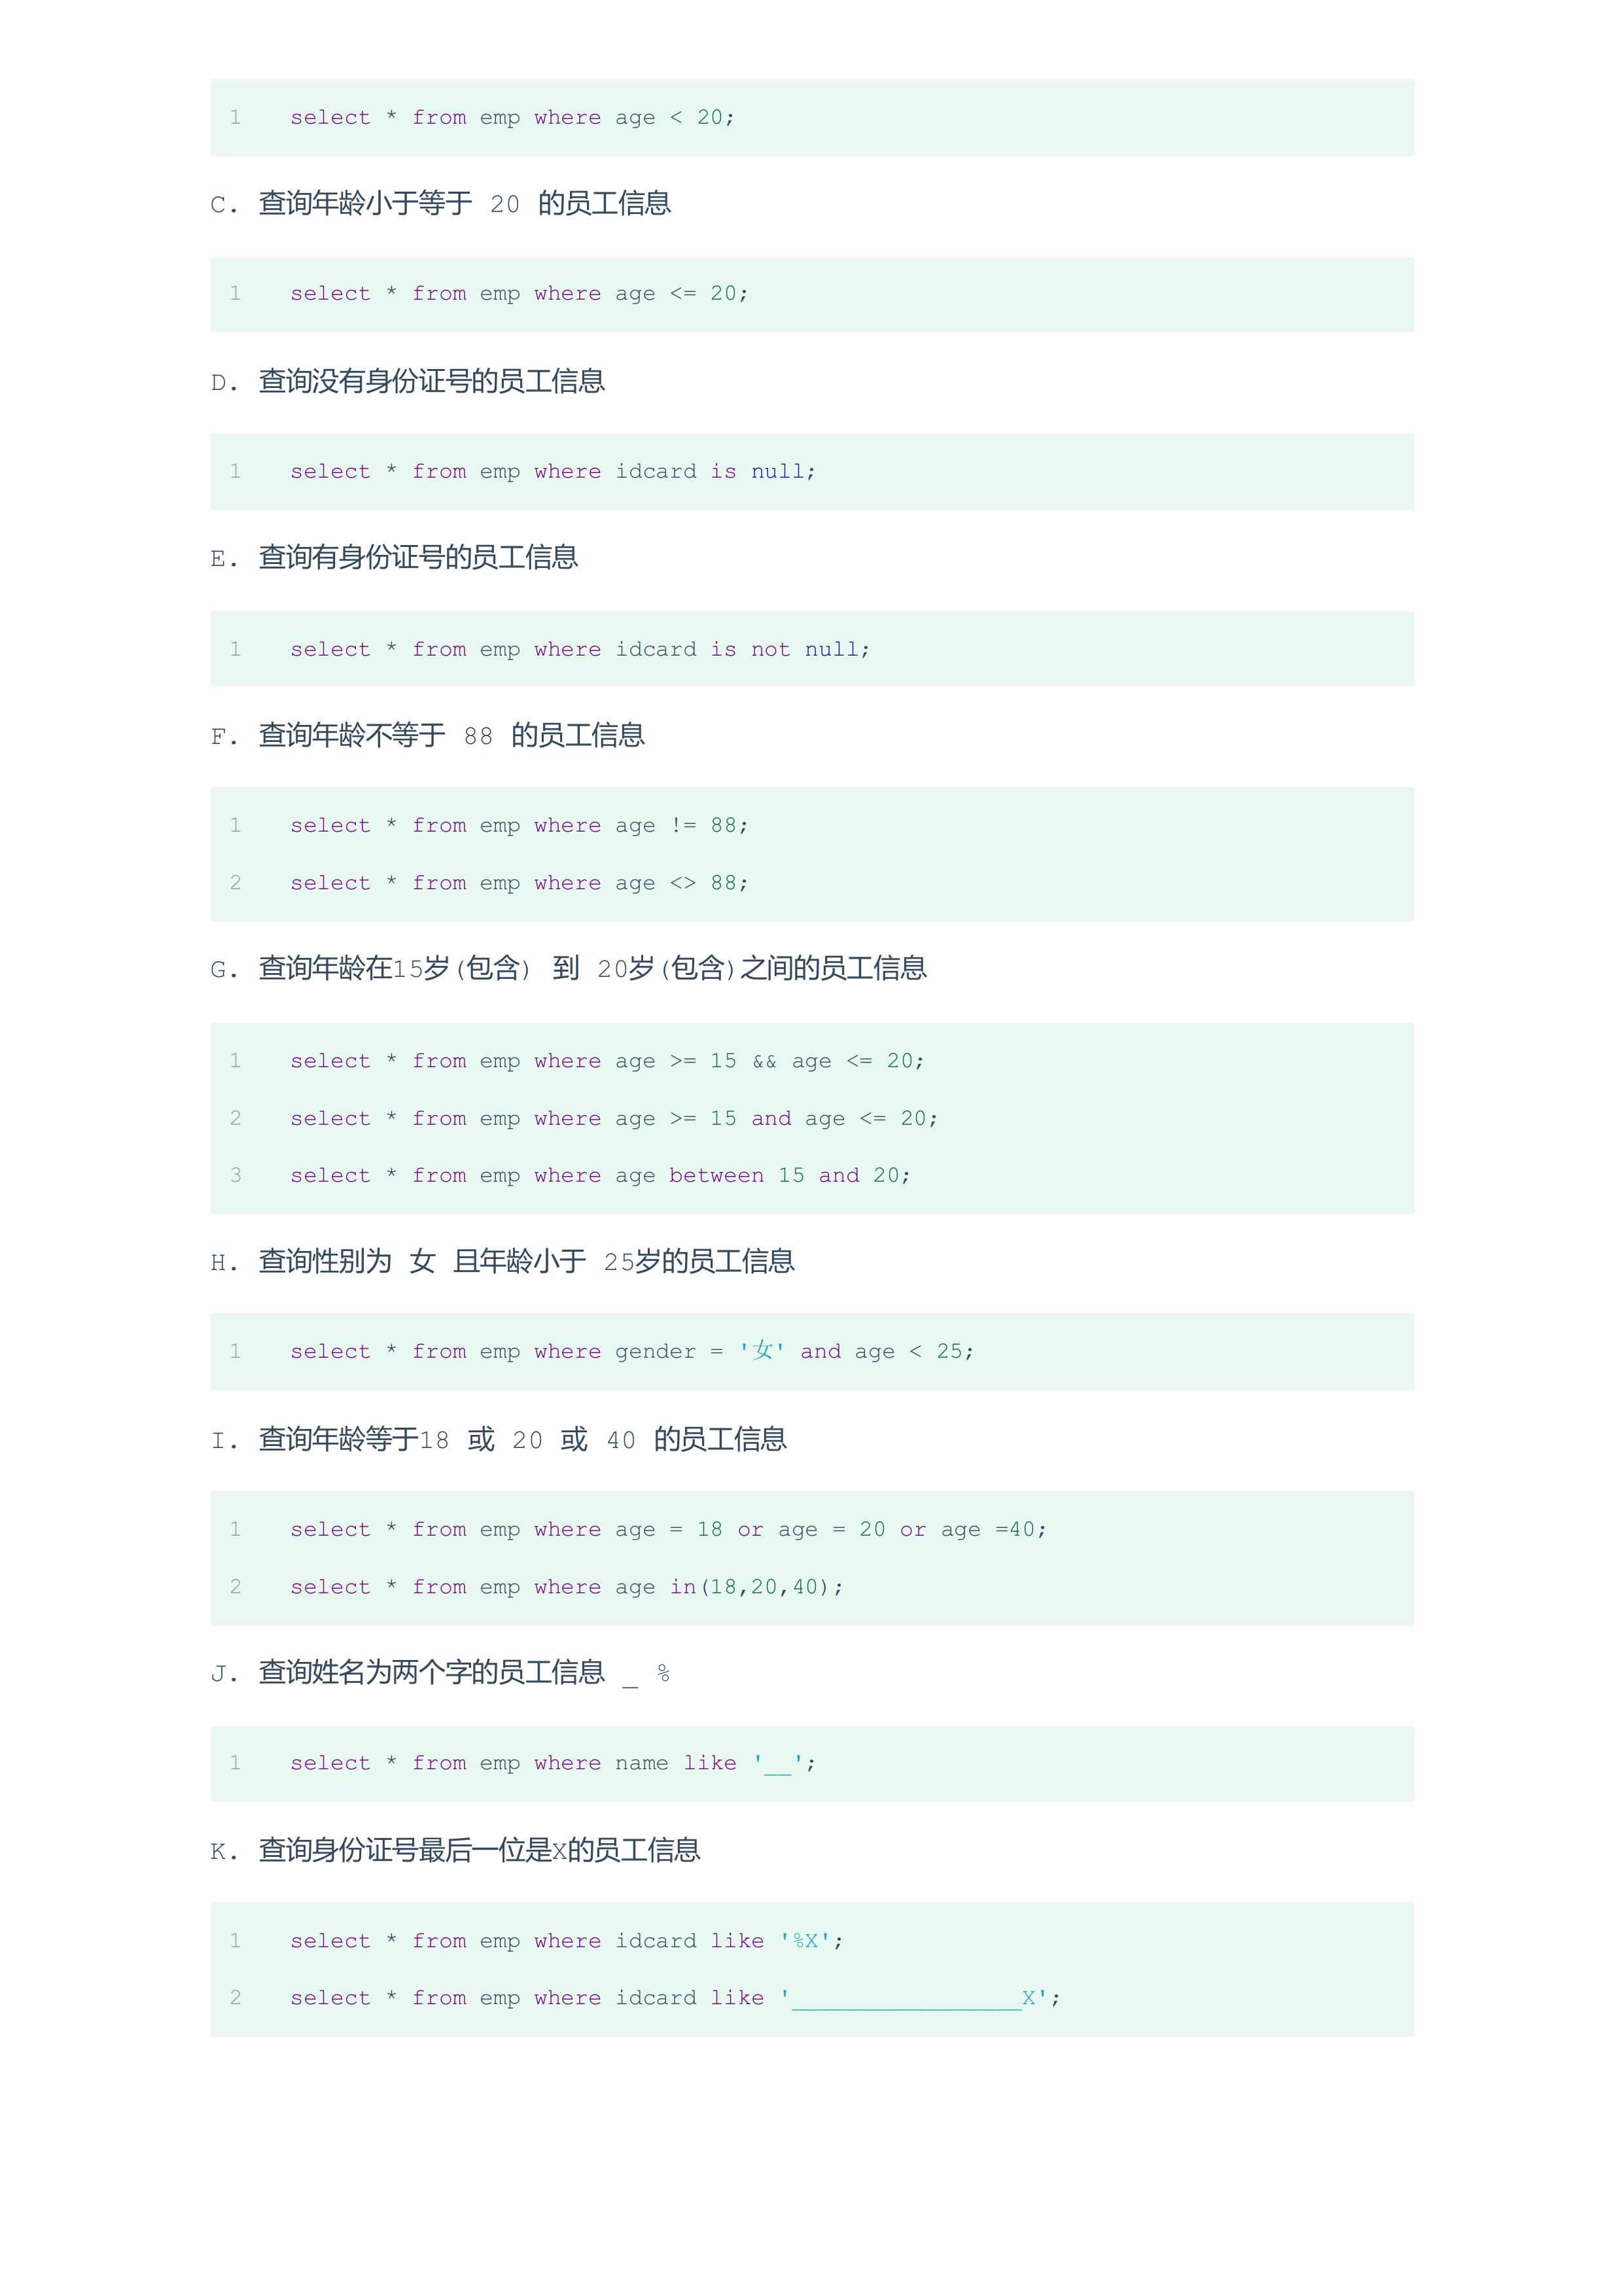 1 select * from emp where age < 20;
C. 查询年龄小于等于 20 的员工信息
1 select * from emp where age <= 20;
D. 查询没有身份证号的员工信息
1 select * from emp where idcard is null;
E. 查询有身份证号的员工信息
1 select * from emp where idcard is not null;
F. 查询年龄不等于 88 的员工信息
1 select * from emp where age != 88;
2 select * from emp where age <> 88;
G. 查询年龄在15岁(包含) 到 20岁(包含)之间的员工信息
1 select * from emp where age >= 15 && age <= 20;
2 select * from emp where age >= 15 and age <= 20;
3 select * from emp where age between 15 and 20;
H. 查询性别为 女 且年龄小于 25岁的员工信息
1 select * from emp where gender = '女' and age < 25;
I. 查询年龄等于18 或 20 或 40 的员工信息
1 select * from emp where age = 18 or age = 20 or age =40;
2 select * from emp where age in(18,20,40);
J. 查询姓名为两个字的员工信息 _ %
1 select * from emp where name like '__';
K. 查询身份证号最后一位是X的员工信息
1 select * from emp where idcard like '%X';
2 select * from emp where idcard like '_________________X';